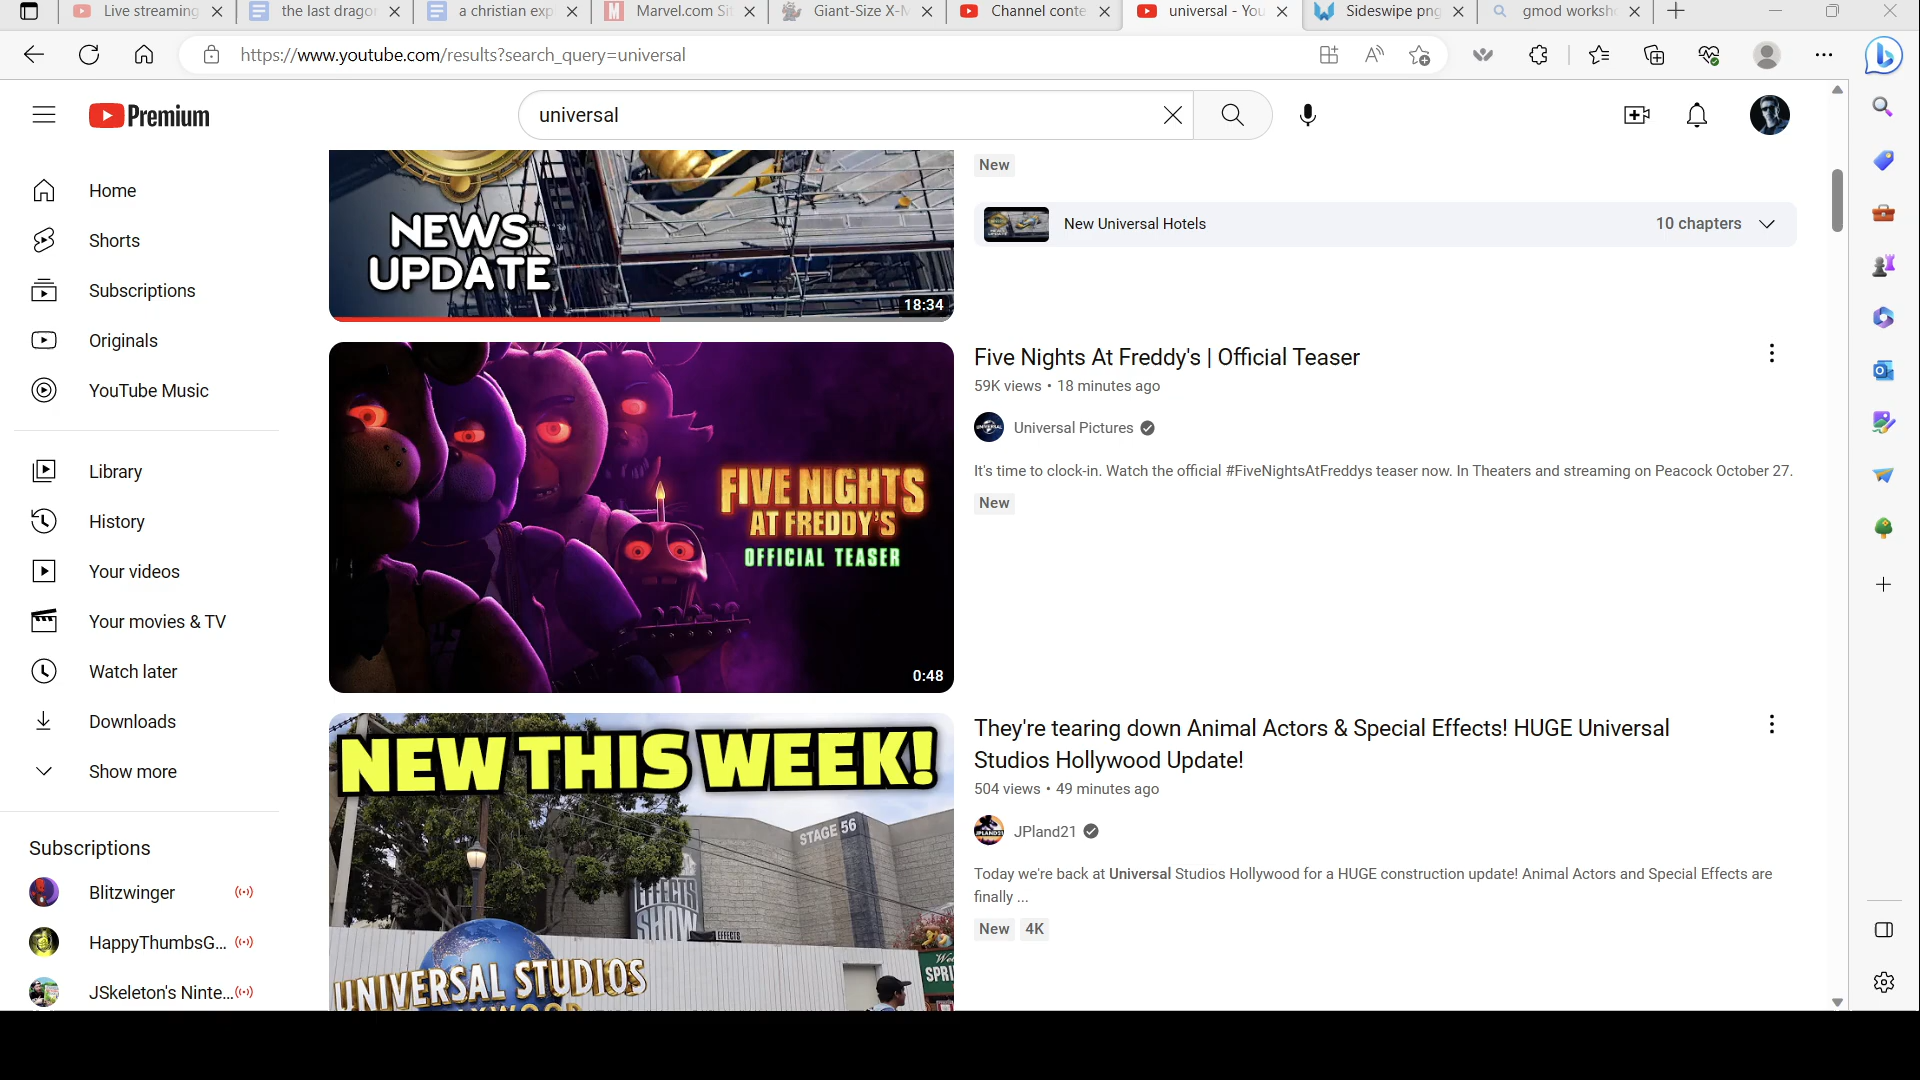 Live streaming
the last drago
a christian exp
Marvel.com Si
Giant-Size X-M
Channel conte
universal - You
Sideswipe png
gmod worksh
https://www.youtube.com/results?search_query=universal
Premium
universal
Home
Shorts
Subscriptions
Originals
YouTube Music
Library
History
Your videos
Your movies & TV
Watch later
Downloads
Show more
Subscriptions
Blitzwinger
HappyThumbsG...
JSkeleton's Ninte...
NEWS
UPDATE
18:34
New
New Universal Hotels
10 chapters
FIVE NIGHTS
AT FREDDY'S
OFFICIAL TEASER
0:48
Five Nights At Freddy's | Official Teaser
59K views • 18 minutes ago
Universal Pictures
It's time to clock-in. Watch the official #FiveNightsAtFreddys teaser now. In Theaters and streaming on Peacock October 27.
New
NEW THIS WEEK!
STAGE 56
EFFECTS
SHOW
EFFECTS
UNIVERSAL STUDIOS
They're tearing down Animal Actors & Special Effects! HUGE Universal
Studios Hollywood Update!
504 views • 49 minutes ago
JPland21
Today we're back at Universal Studios Hollywood for a HUGE construction update! Animal Actors and Special Effects are
finally ...
New 4K